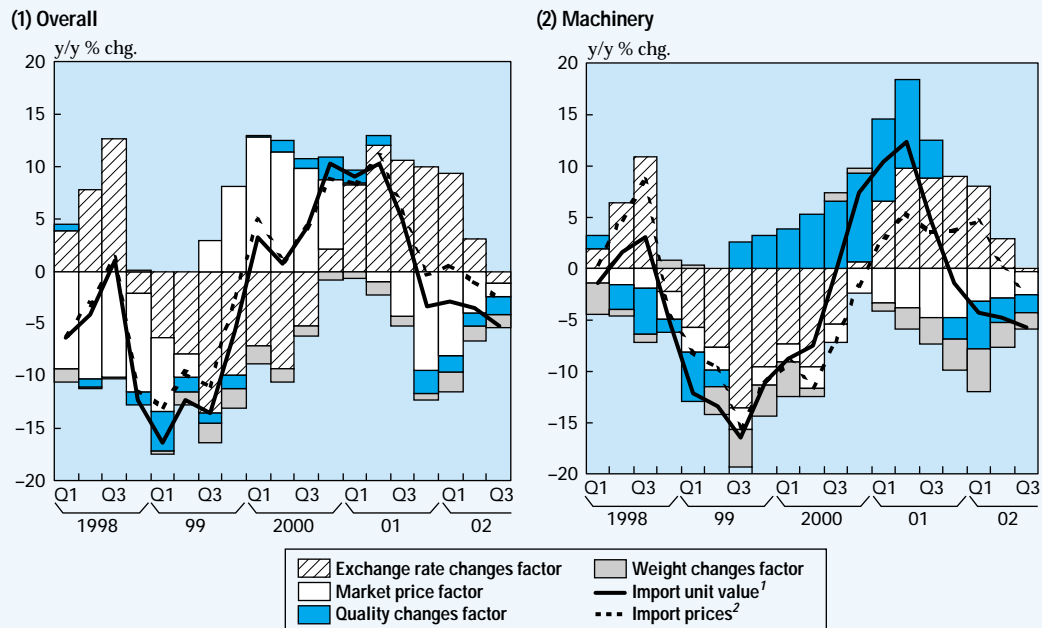 (1) Overall
y/y % chg.
20
15
10
5
0
−5
−10
−15
−20
Q1 Q3 Q1 Q3 Q1 Q3 Q1 Q3 Q1 Q3
1998 99 2000 01 02
(2) Machinery
y/y % chg.
20
15
10
5
0
−5
−10
−15
−20
Q1 Q3 Q1 Q3 Q1 Q3 Q1 Q3 Q1 Q3
1998 99 2000 01 02
Exchange rate changes factor
Market price factor
Quality changes factor
Weight changes factor
Import unit value¹
Import prices²